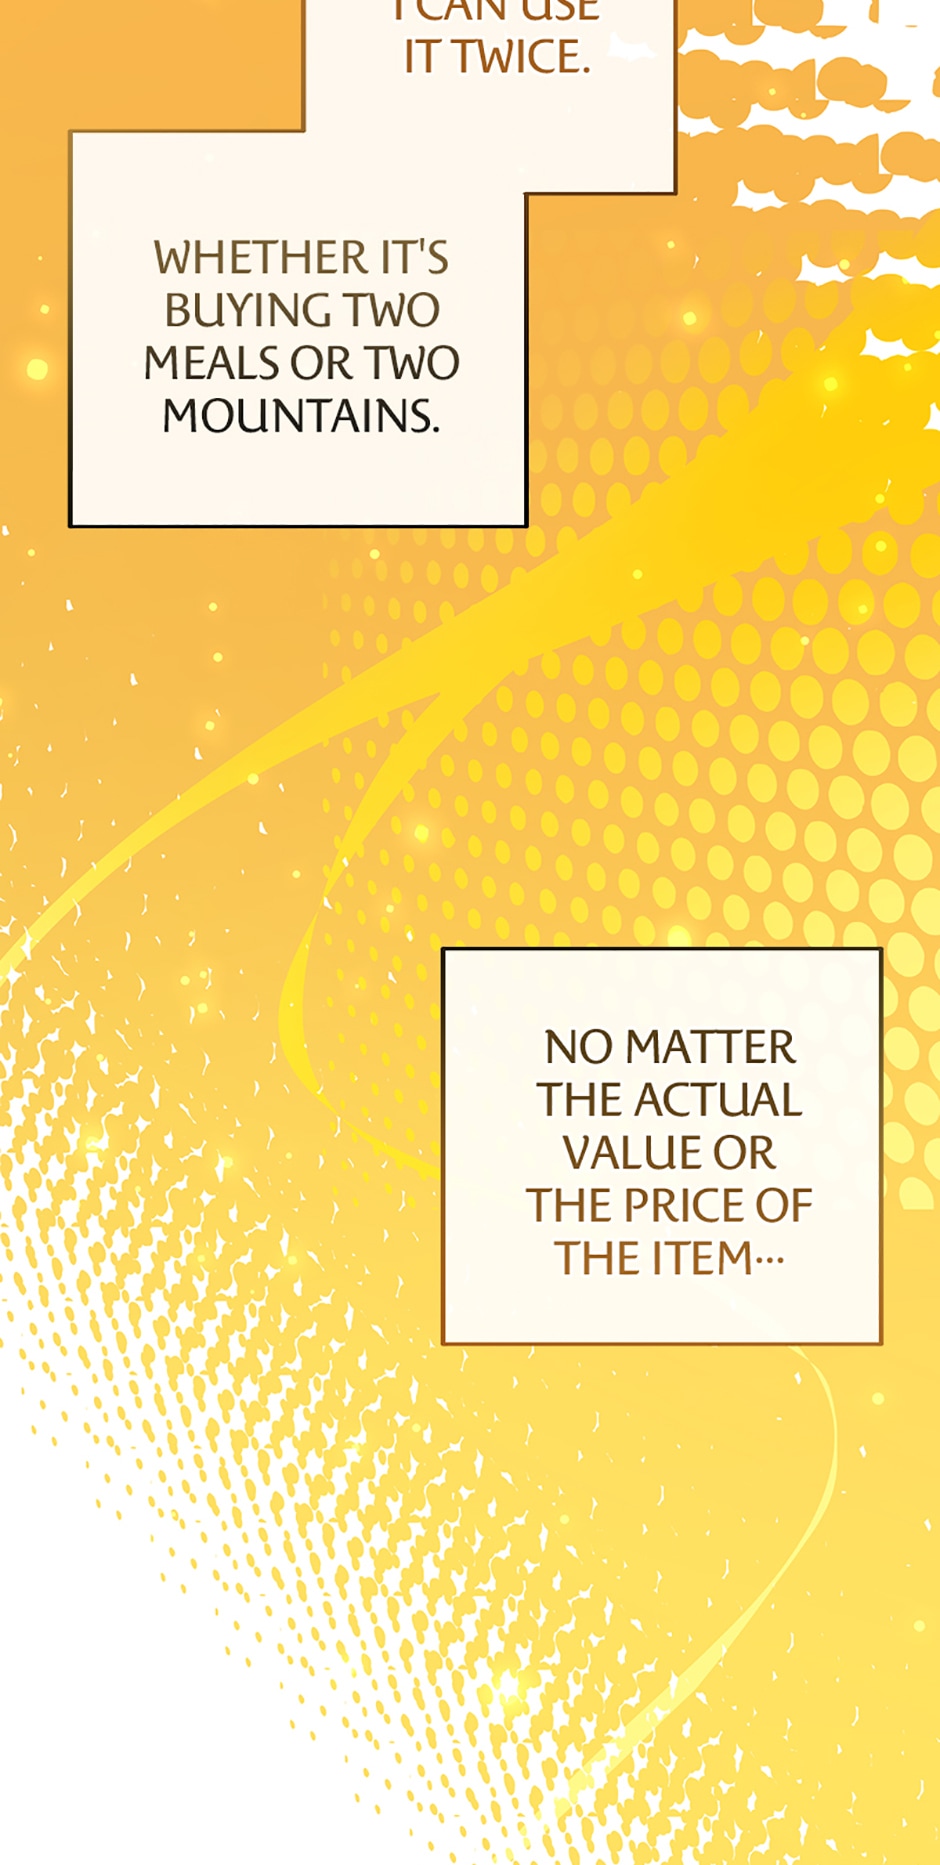 I CAN USE
IT TWICE.
WHETHER IT'S
BUYING TWO
MEALS OR TWO
MOUNTAINS.
NO MATTER
THE ACTUAL
VALUE OR
THE PRICE OF
THE ITEM...